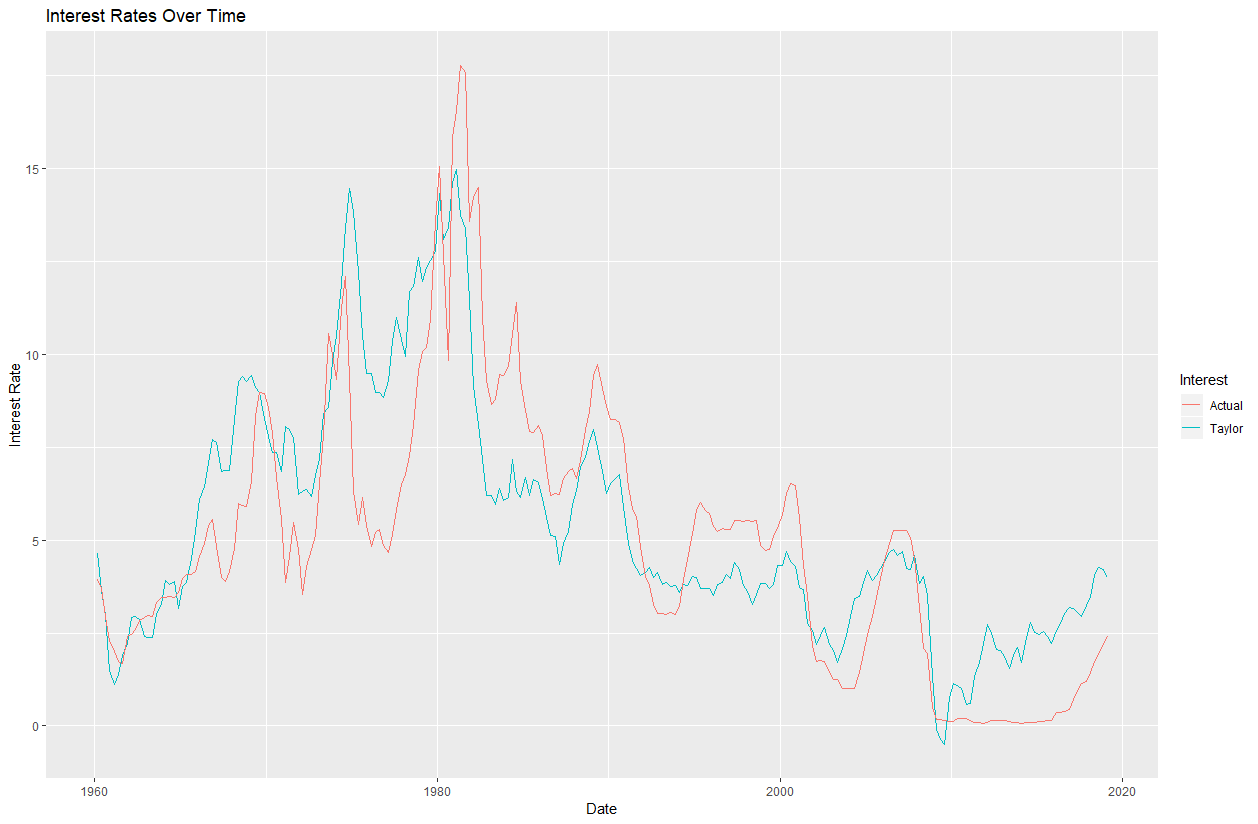 Interest Rates Over Time
15
10
5
0
Interest Rate
1960
1980
2000
2020
Date
Interest
Actual
Taylor